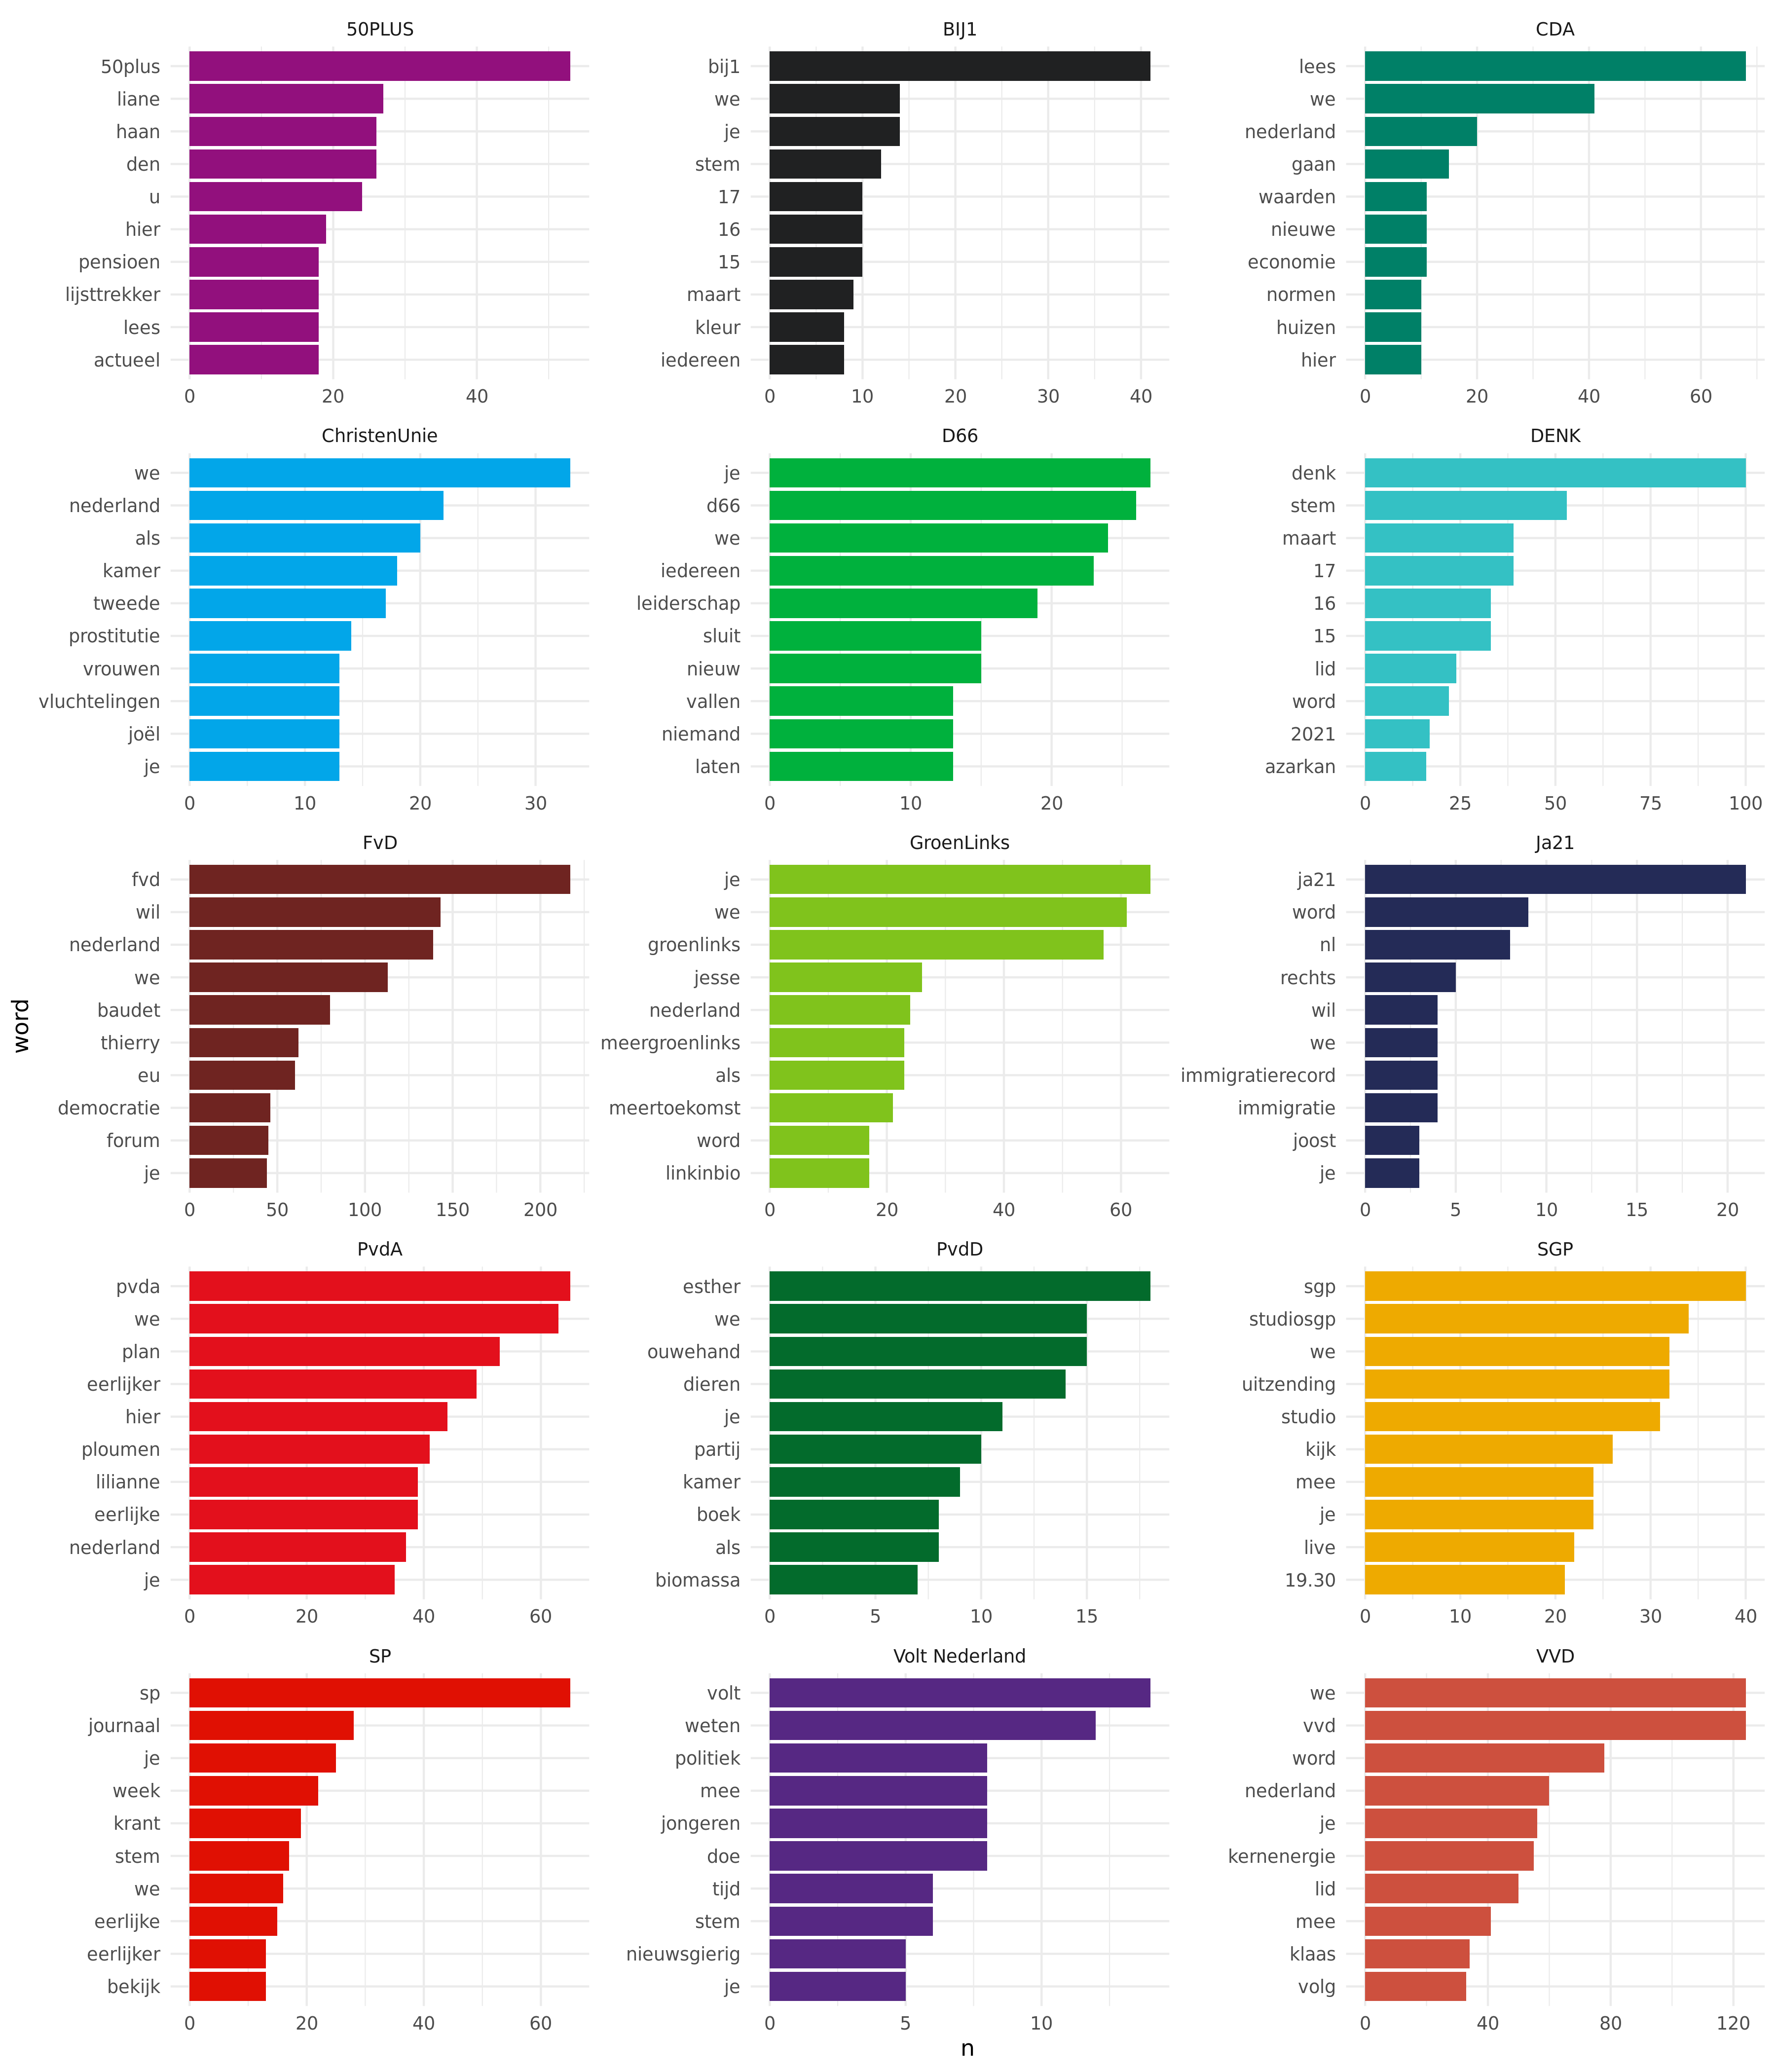 50PLUS
50plus
liane
haan
den
u
hier
pensioen
lijsttrekker
lees
actueel
0 20 40
BIJ1
bij1
we
je
stem
17
16
15
maart
kleur
iedereen
0 10 20 30 40
CDA
lees
we
nederland
gaan
waarden
nieuwe
economie
normen
huizen
hier
0 20 40 60
ChristenUnie
we
nederland
als
kamer
tweede
prostitutie
vrouwen
vluchtelingen
joël
je
0 10 20 30
D66
je
d66
we
iedereen
leiderschap
sluit
nieuw
vallen
niemand
laten
0 10 20
DENK
denk
stem
maart
17
16
15
lid
word
2021
azarkan
0 25 50 75 100
FvD
fvd
wil
nederland
we
baudet
thierry
eu
democratie
forum
je
0 50 100 150 200
GroenLinks
je
we
groenlinks
jesse
nederland
meergroenlinks
als
meertoekomst
word
linkinbio
0 20 40 60
Ja21
ja21
word
nl
rechts
wil
we
immigratierecord
immigratie
joost
je
0 5 10 15 20
word
PvdA
pvda
we
plan
eerlijker
hier
ploumen
lilianne
eerlijke
nederland
je
0 20 40 60
PvdD
esther
we
ouwehand
dieren
je
partij
kamer
boek
als
biomassa
0 5 10 15
SGP
sgp
studiosgp
we
uitzending
studio
kijk
mee
je
live
19.30
0 10 20 30 40
SP
sp
journaal
je
week
krant
stem
we
eerlijke
eerlijker
bekijk
0 20 40 60
Volt Nederland
volt
weten
politiek
mee
jongeren
doe
tijd
stem
nieuwsgierig
je
0 5 10
VVD
we
vvd
word
nederland
je
kernenergie
lid
mee
klaas
volg
0 40 80 120
n